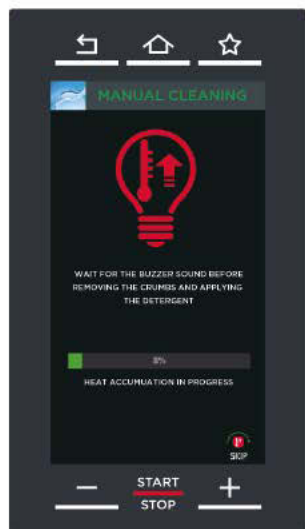 MANUAL CLEANING
WAIT FOR THE BUZZER SOUND BEFORE
REMOVING THE CRUMBS AND APPLYING
THE DETERGENT
8%
HEAT ACCUMUATION IN PROGRESS
SKIP
START
STOP